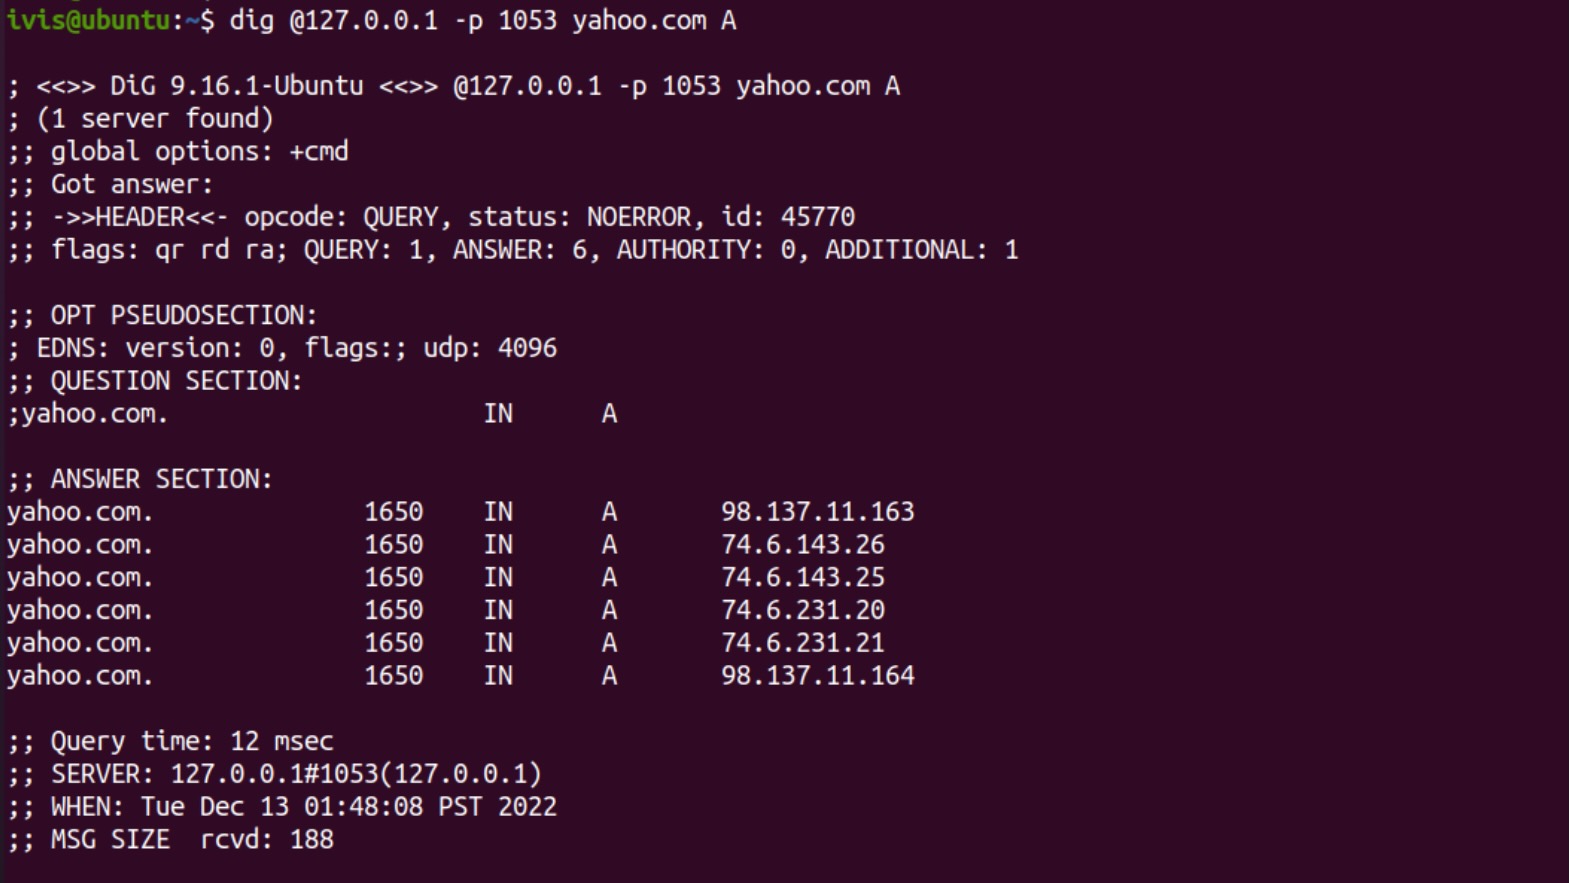 ivis@ubuntu:~$ dig @127.0.0.1 -p 1053 yahoo.com A
; <<>> DiG 9.16.1-Ubuntu <<>> @127.0.0.1 -p 1053 yahoo.com A
; (1 server found)
;; global options: +cmd
;; Got answer:
;; ->>HEADER<<- opcode: QUERY, status: NOERROR, id: 45770
;; flags: qr rd ra; QUERY: 1, ANSWER: 6, AUTHORITY: 0, ADDITIONAL: 1
;; OPT PSEUDOSECTION:
; EDNS: version: 0, flags:; udp: 4096
;; QUESTION SECTION:
;yahoo.com. IN A
;; ANSWER SECTION:
yahoo.com. 1650 IN A 98.137.11.163
yahoo.com. 1650 IN A 74.6.143.26
yahoo.com. 1650 IN A 74.6.143.25
yahoo.com. 1650 IN A 74.6.231.20
yahoo.com. 1650 IN A 74.6.231.21
yahoo.com. 1650 IN A 98.137.11.164
;; Query time: 12 msec
;; SERVER: 127.0.0.1#1053(127.0.0.1)
;; WHEN: Tue Dec 13 01:48:08 PST 2022
;; MSG SIZE  rcvd: 188